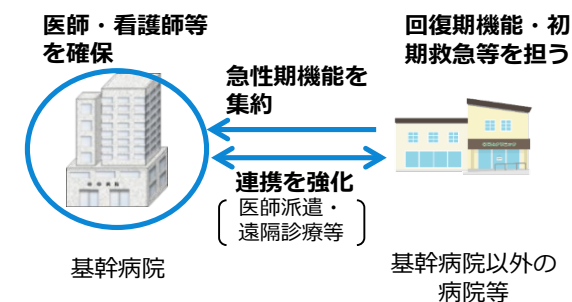 医師・看護師等
を確保
回復期機能・初
期救急等を担う
急性期機能を
集約
連携を強化
医師派遣・
遠隔診療等
基幹病院
基幹病院以外の
病院等